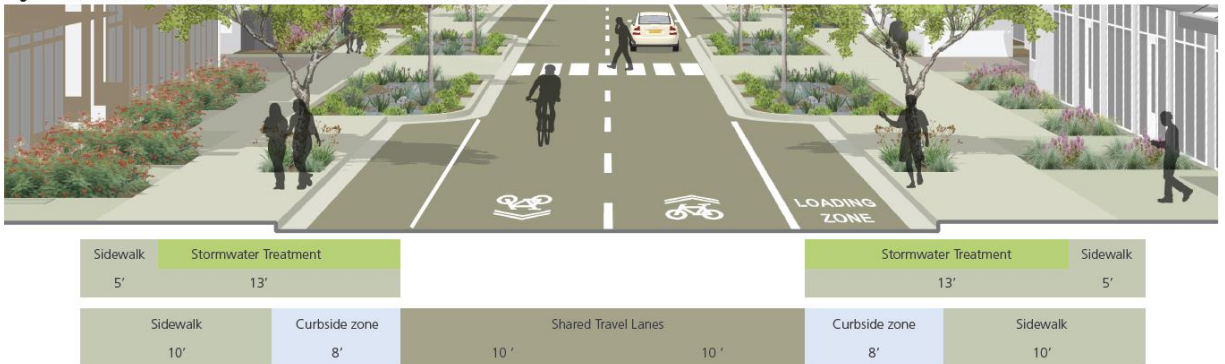 LOADING
ZONE
Sidewalk Stormwater Treatment Stormwater Treatment Sidewalk
5’ 13’ 13’ 5’
Sidewalk Curbside zone Shared Travel Lanes Curbside zone Sidewalk
10’ 8’ 10 ’ 10 ’ 8’ 10’